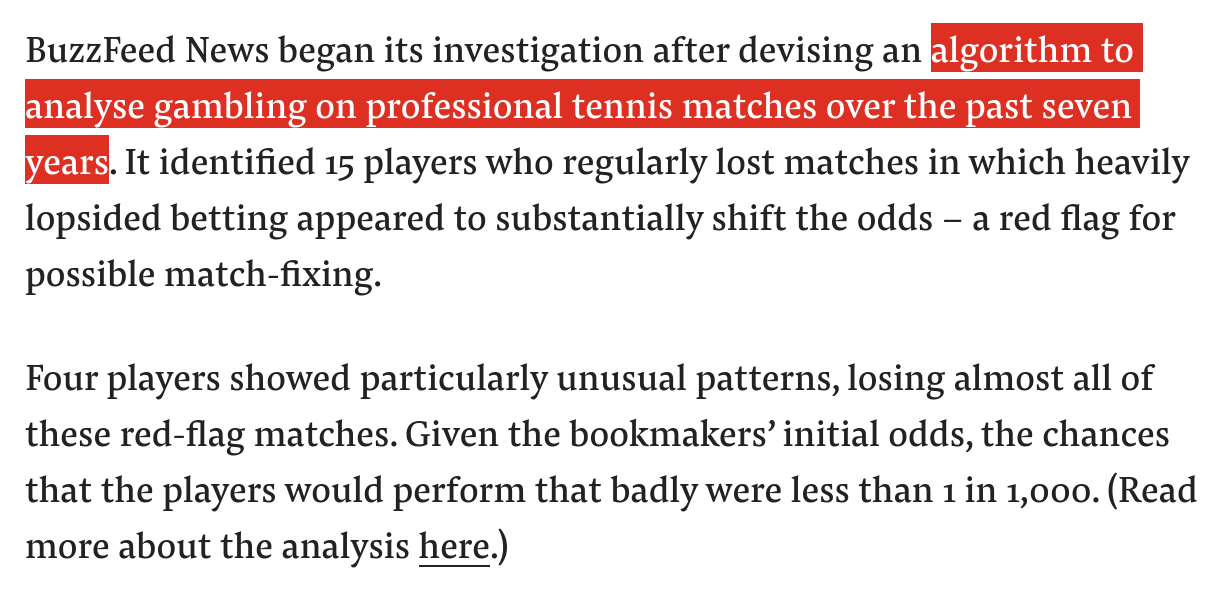 BuzzFeed News began its investigation after devising an algorithm to
analyse gambling on professional tennis matches over the past seven
years. It identified 15 players who regularly lost matches in which heavily
lopsided betting appeared to substantially shift the odds – a red flag for
possible match-fixing.
Four players showed particularly unusual patterns, losing almost all of
these red-flag matches. Given the bookmakers’ initial odds, the chances
that the players would perform that badly were less than 1 in 1,000. (Read
more about the analysis here.)